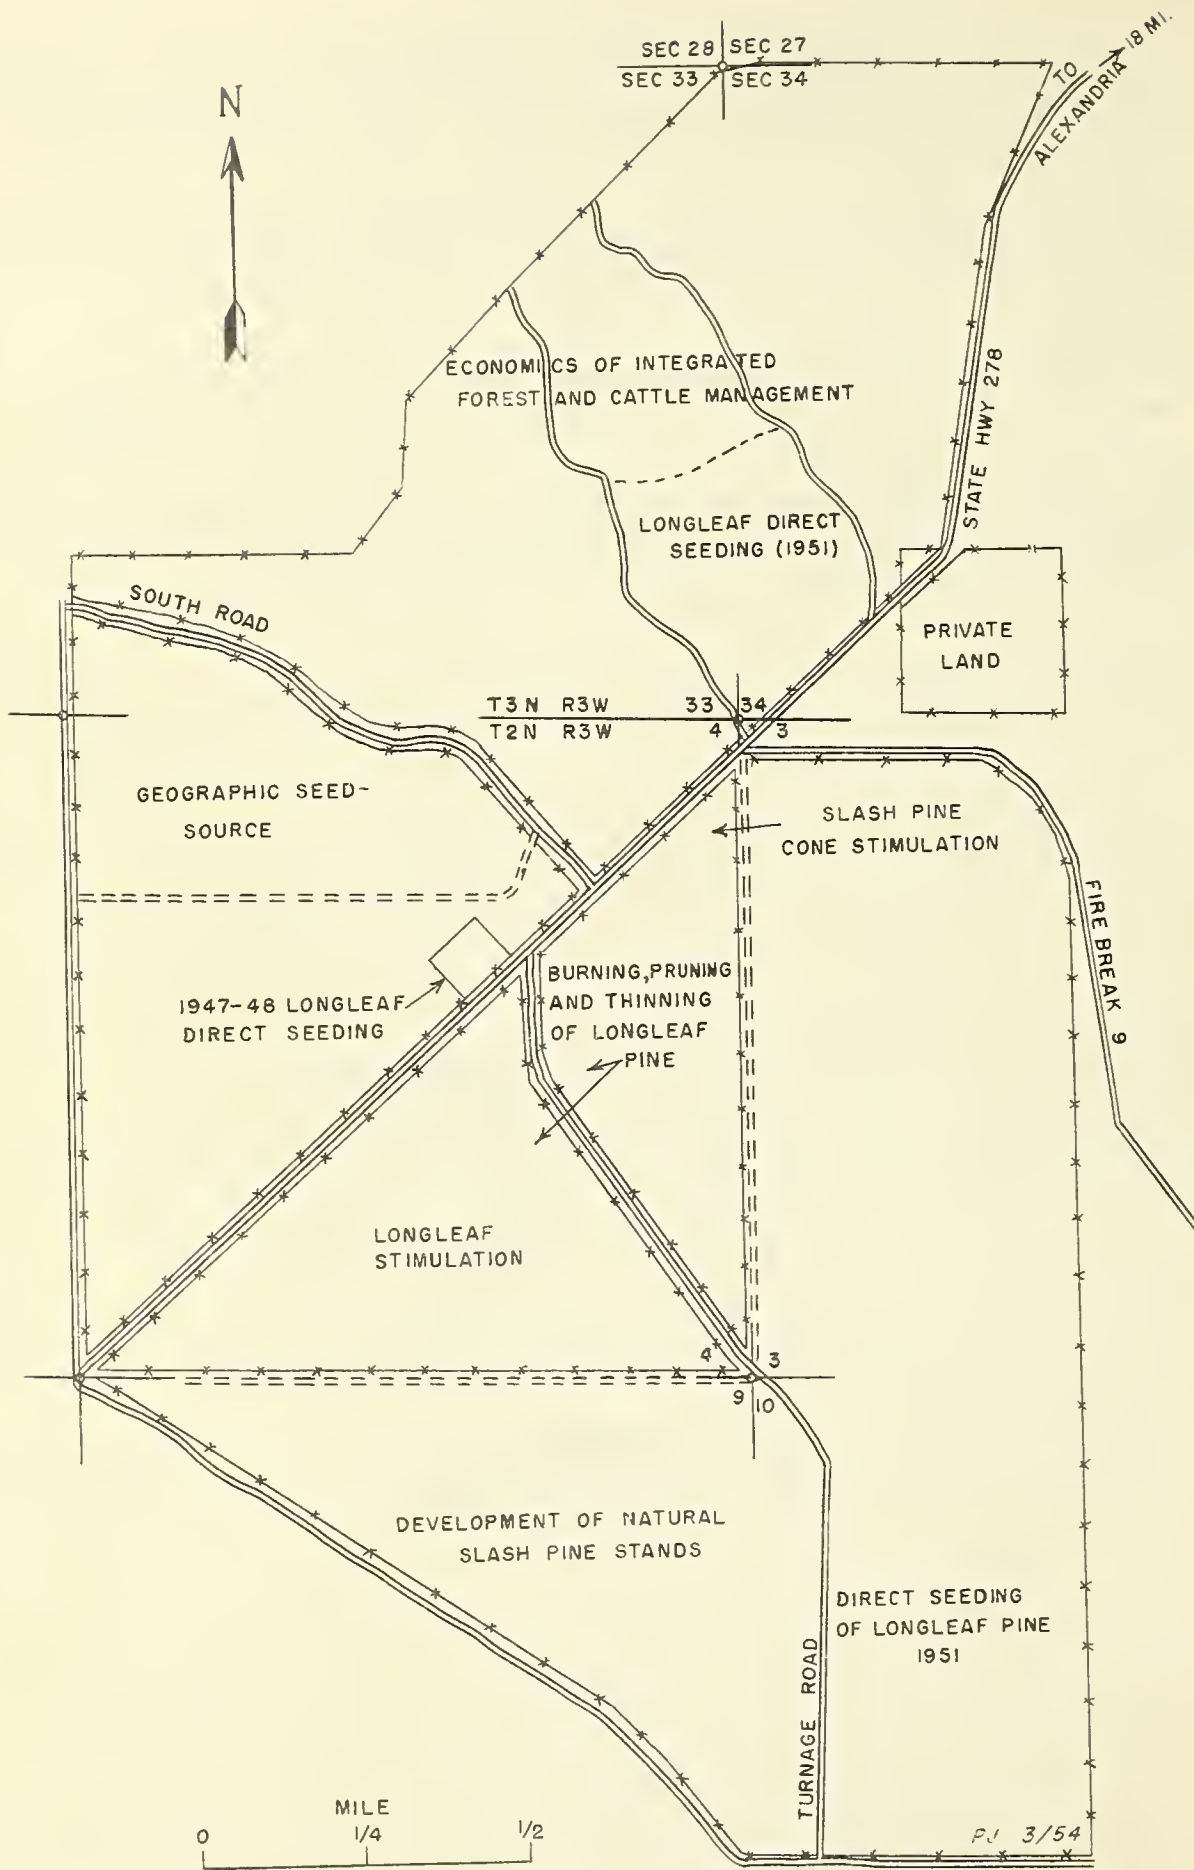 SEC 28 SEC 27
SEC 33 SEC 34
TO
ALEXANDRIA
18 MI.
N
ECONOMICS OF INTEGRATED
FOREST AND CATTLE MANAGEMENT
STATE HWY 278
LONGLEAF DIRECT
SEEDING (1951)
SOUTH ROAD
PRIVATE
LAND
T3N R3W 33 34
T2N R3W 4 3
GEOGRAPHIC SEED-
SOURCE
SLASH PINE
CONE STIMULATION
FIRE BREAK 9
1947-48 LONGLEAF
DIRECT SEEDING
BURNING, PRUNING
AND THINNING
OF LONGLEAF
PINE
LONGLEAF
STIMULATION
4 3
9 10
DEVELOPMENT OF NATURAL
SLASH PINE STANDS
DIRECT SEEDING
OF LONGLEAF PINE
1951
TURNAGE ROAD
MILE
0 1/4 1/2
PJ 3/54